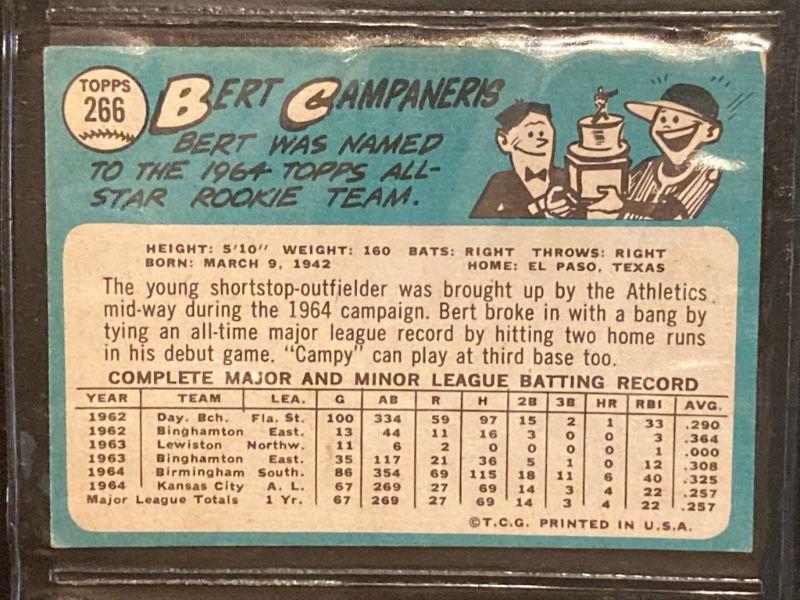 TOPPS
266
BERT CAMPANERIS
BERT WAS NAMED
TO THE 1964 TOPPS ALL-
STAR ROOKIE TEAM.
HEIGHT: 5'10" WEIGHT: 160 BATS: RIGHT THROWS: RIGHT
BORN: MARCH 9, 1942 HOME: EL PASO, TEXAS
The young shortstop-outfielder was brought up by the Athletics
mid-way during the 1964 campaign. Bert broke in with a bang by
tying an all-time major league record by hitting two home runs
in his debut game. "Campy" can play at third base too.
COMPLETE MAJOR AND MINOR LEAGUE BATTING RECORD
YEAR TEAM LEA. G AB R H 2B 3B HR RBI AVG.
1962 Day. Bch. Fla. St. 100 334 59 97 15 2 1 33 .290
1962 Binghamton East. 13 44 11 16 3 0 0 3 .364
1963 Lewiston Northw. 11 6 2 0 0 0 0 1 .000
1963 Binghamton East. 35 117 21 36 5 1 0 12 .308
1964 Birmingham South. 86 354 69 115 18 11 6 40 .325
1964 Kansas City A. L. 67 269 27 69 14 3 4 22 .257
Major League Totals 1 Yr. 67 269 27 69 14 3 4 22 .257
©T.C.G. PRINTED IN U.S.A.